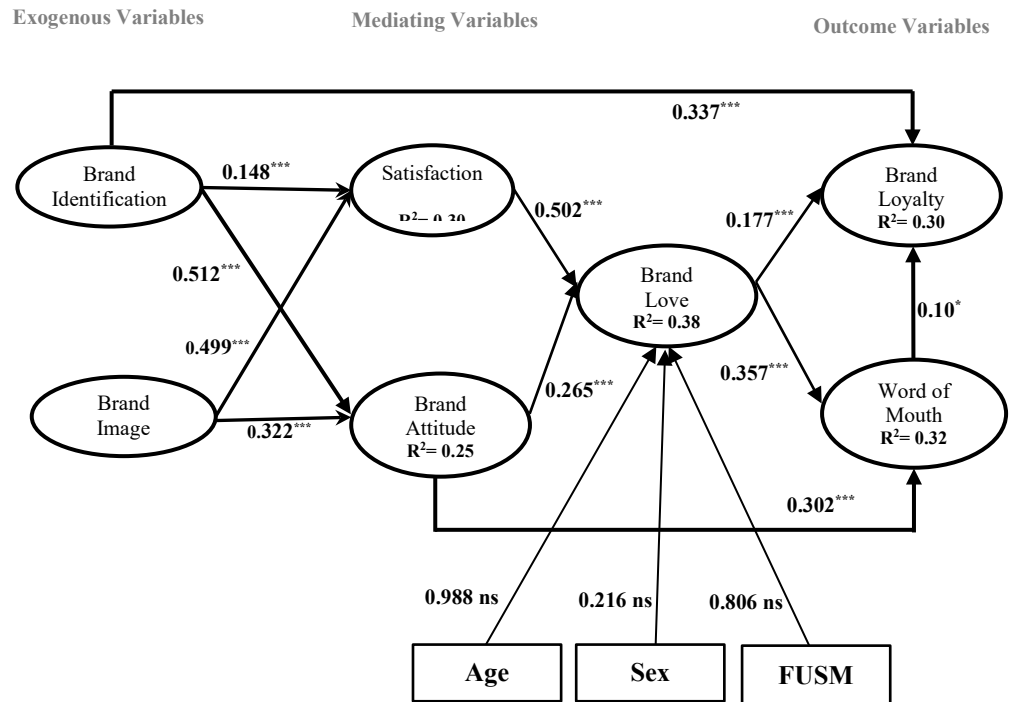 Exogenous Variables
Mediating Variables
Outcome Variables
0.337***
Brand
Identification
0.148***
Satisfaction
R²= 0.30
0.502***
0.177***
Brand
Loyalty
R²= 0.30
0.512***
Brand
Love
R²= 0.38
0.10*
0.499***
0.357***
Brand
Image
0.322***
0.265***
Brand
Attitude
R²= 0.25
Word of
Mouth
R²= 0.32
0.302***
0.988 ns
0.216 ns
0.806 ns
Age
Sex
FUSM